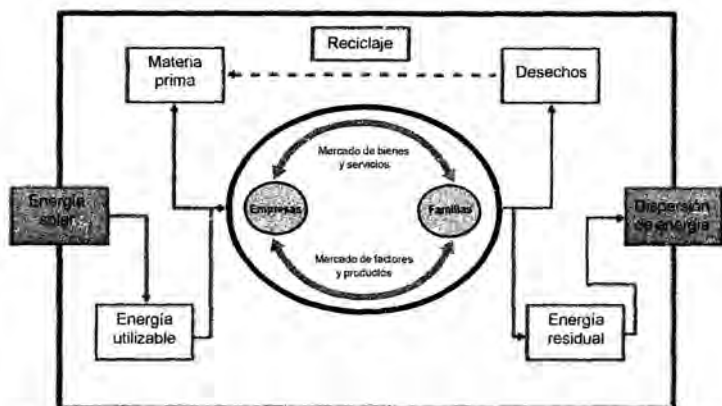 Reciclaje
Materia
prima
Desechos
Mercado de bienes
y servicios
Energía
solar
Empresas
Familias
Dispersión
de energía
Mercado de factores
y productos
Energía
utilizable
Energía
residual